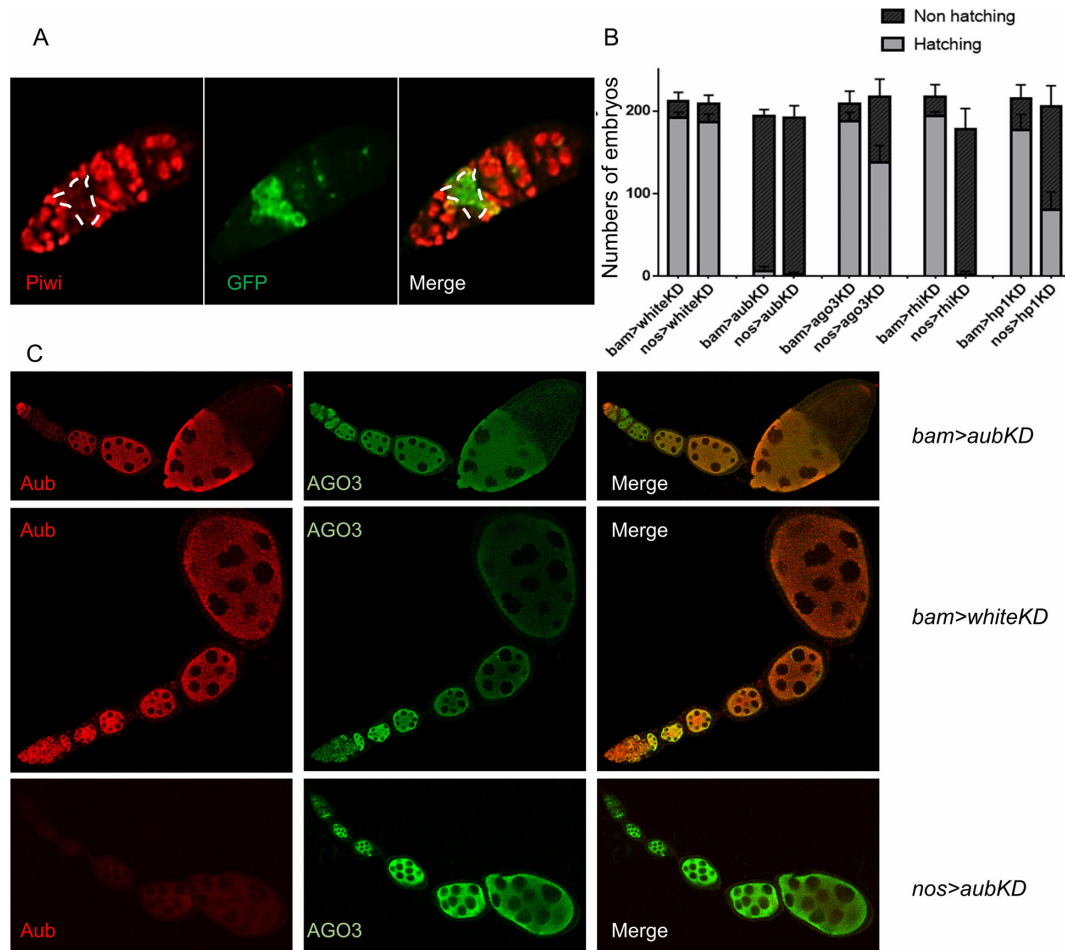 A
Piwi
GFP
Merge
B
Non hatching
Hatching
Numbers of embryos
200
100
0
bam>whiteKD
nos>whiteKD
bam>aubKD
nos>aubKD
bam>ago3KD
nos>ago3KD
bam>rhiKD
nos>rhiKD
bam>hp1KD
nos>hp1KD
C
Aub
AGO3
Merge
bam>aubKD
Aub
AGO3
Merge
bam>whiteKD
Aub
AGO3
Merge
nos>aubKD